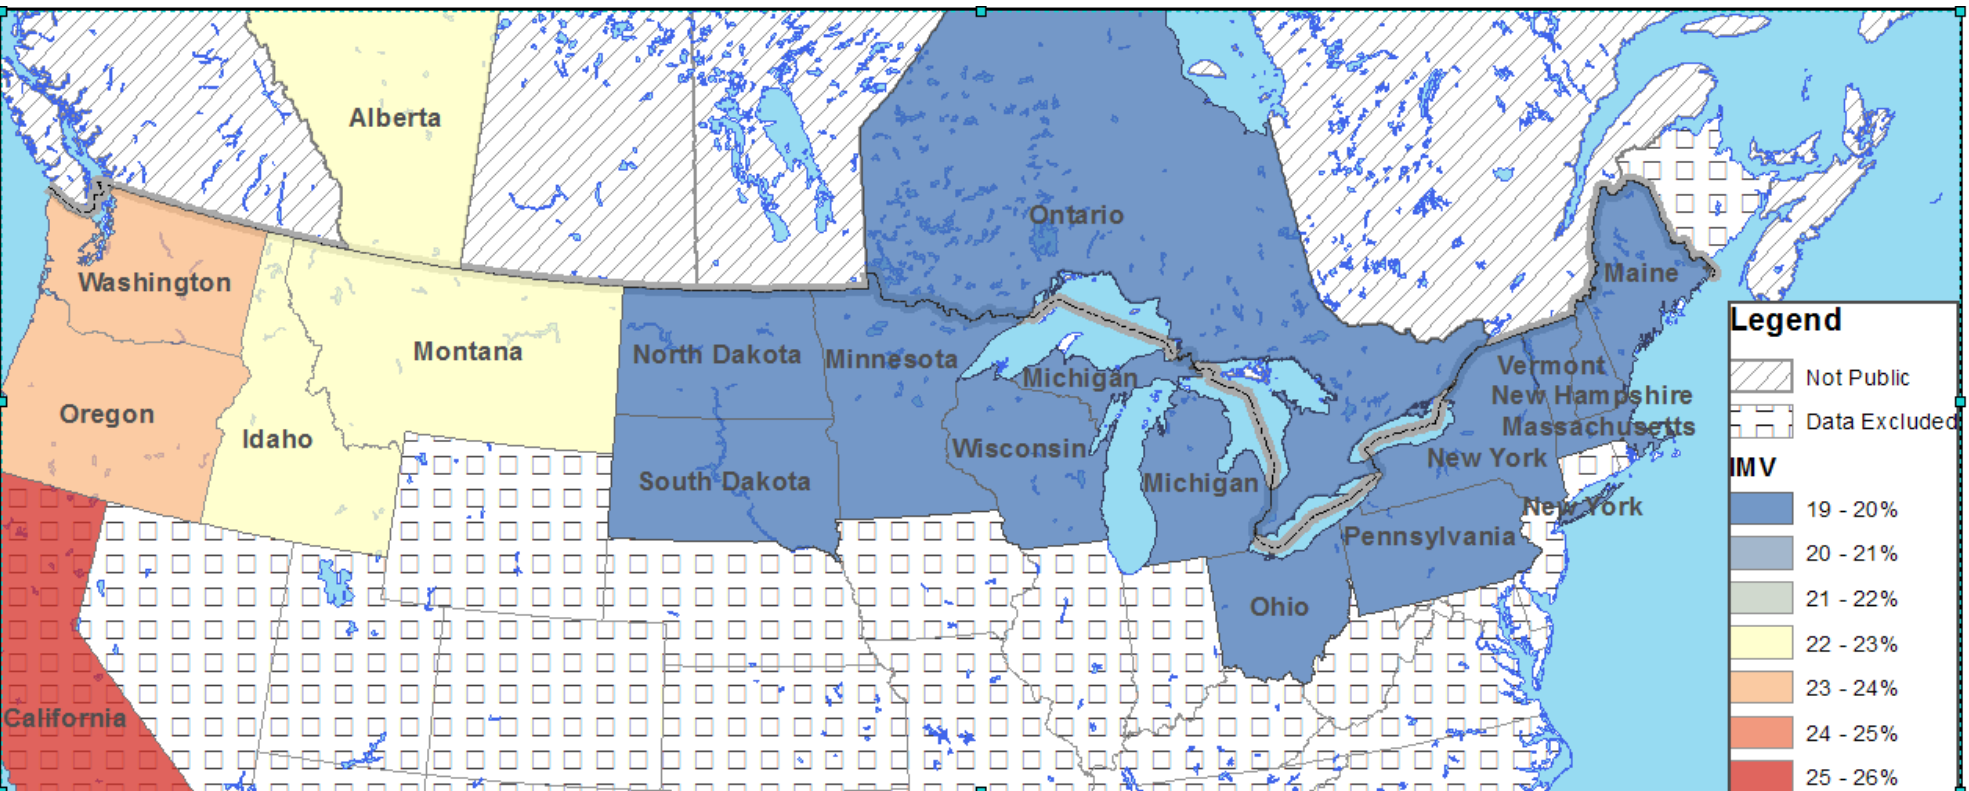 Alberta
Ontario
Washington
Maine
Montana
North Dakota
Minnesota
Michigan
Vermont
New Hampshire
Massachusetts
Oregon
Idaho
Wisconsin
New York
South Dakota
Michigan
New York
Pennsylvania
Ohio
California
Legend
Not Public
Data Excluded
IMV
19 - 20%
20 - 21%
21 - 22%
22 - 23%
23 - 24%
24 - 25%
25 - 26%